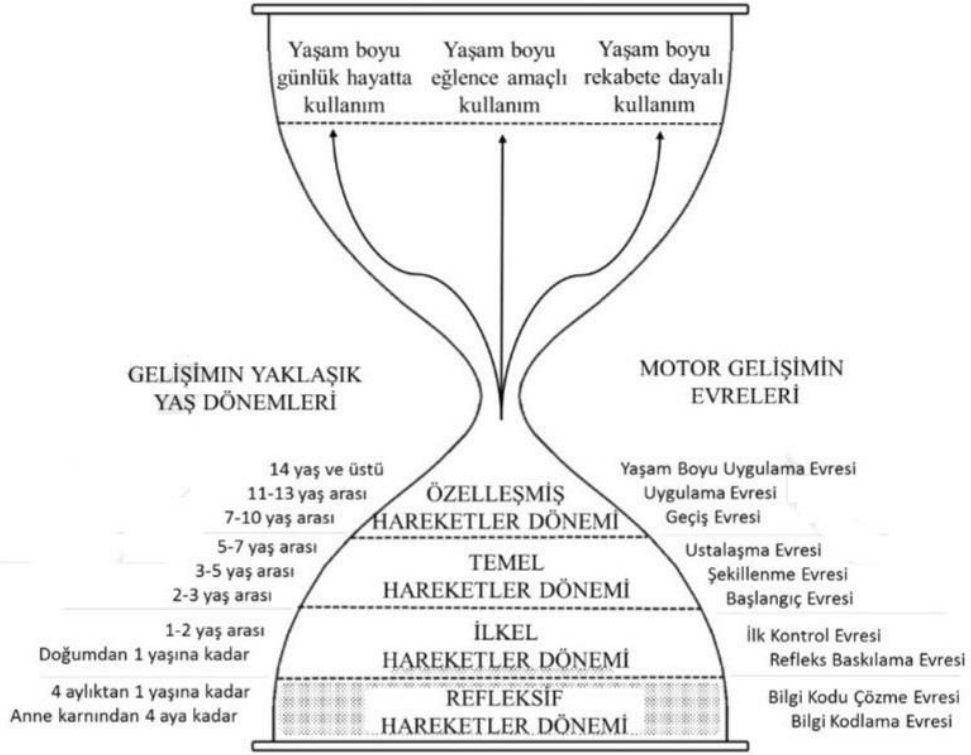 Yaşam boyu
günlük hayatta
kullanım
Yaşam boyu
eğlence amaçlı
kullanım
Yaşam boyu
rekabete dayalı
kullanım
GELİŞİMIN YAKLAŞIK
YAŞ DÖNEMLERİ
MOTOR GELİŞİMİN
EVRELERİ
14 yaş ve üstü
11-13 yaş arası
7-10 yaş arası
ÖZELLEŞMİŞ
HAREKETLER DÖNEMİ
Yaşam Boyu Uygulama Evresi
Uygulama Evresi
Geçiş Evresi
5-7 yaş arası
3-5 yaş arası
2-3 yaş arası
TEMEL
HAREKETLER DÖNEMİ
Ustalaşma Evresi
Şekillenme Evresi
Başlangıç Evresi
1-2 yaş arası
Doğumdan 1 yaşına kadar
İLKEL
HAREKETLER DÖNEMİ
İlk Kontrol Evresi
Refleks Baskılama Evresi
4 aylıktan 1 yaşına kadar
Anne karnından 4 aya kadar
REFLEKSİF
HAREKETLER DÖNEMİ
Bilgi Kodu Çözme Evresi
Bilgi Kodlama Evresi